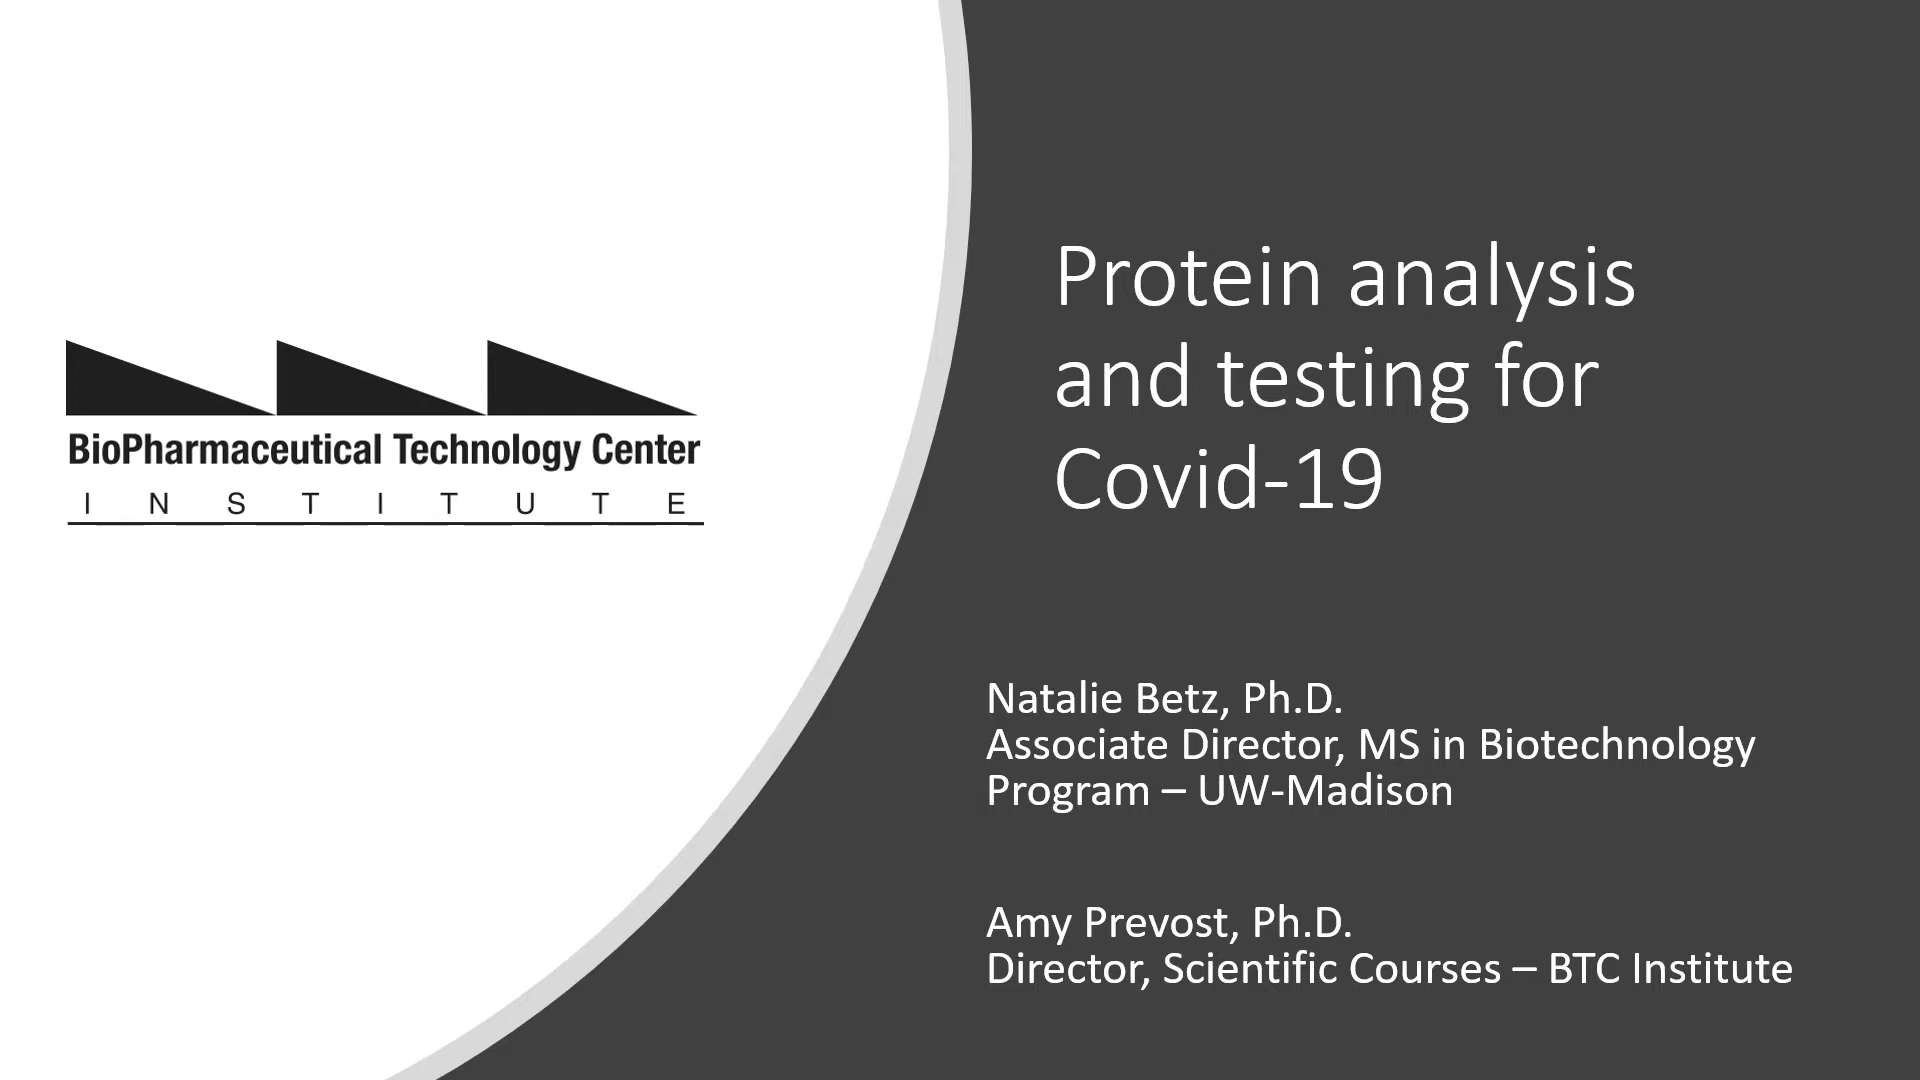 BioPharmaceutical Technology Center
INSTITUTE
Protein analysis
and testing for
Covid-19
Natalie Betz, Ph.D.
Associate Director, MS in Biotechnology
Program – UW-Madison
Amy Prevost, Ph.D.
Director, Scientific Courses – BTC Institute